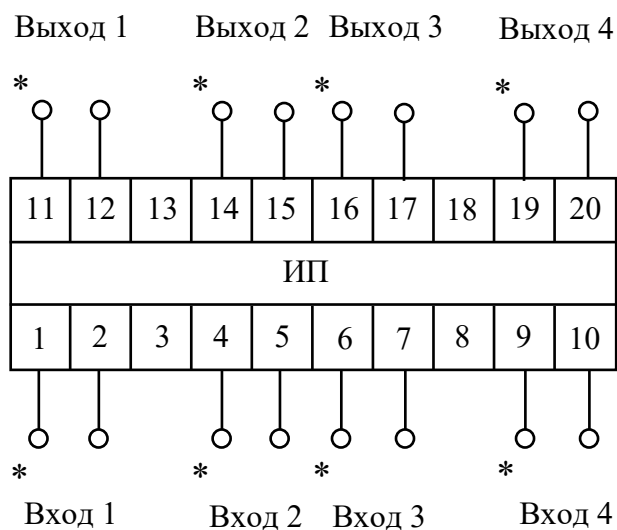 Выход 1 Выход 2 Выход 3 Выход 4
* * * *
11 12 13 14 15 16 17 18 19 20
ИП
1 2 3 4 5 6 7 8 9 10
* * * *
Вход 1 Вход 2 Вход 3 Вход 4